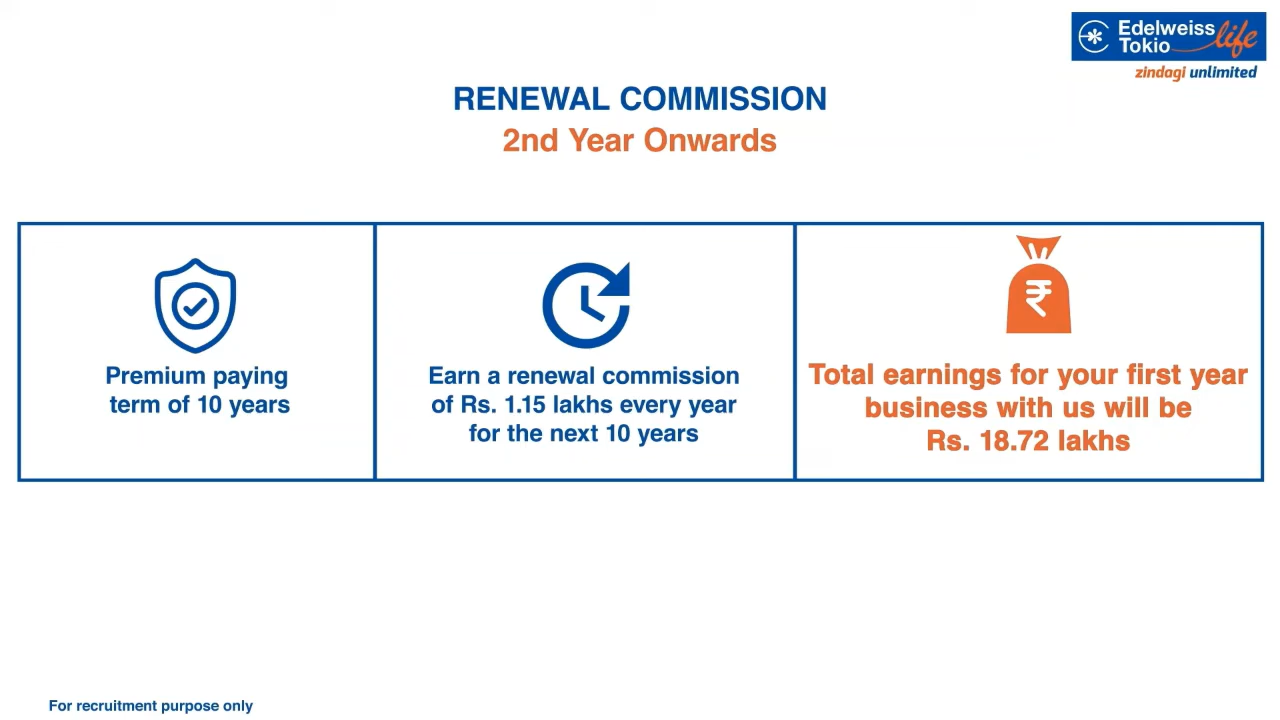 Edelweiss
Tokio life
zindagi unlimited
RENEWAL COMMISSION
2nd Year Onwards
Premium paying
term of 10 years
Earn a renewal commission
of Rs. 1.15 lakhs every year
for the next 10 years
₹
Total earnings for your first year
business with us will be
Rs. 18.72 lakhs
For recruitment purpose only